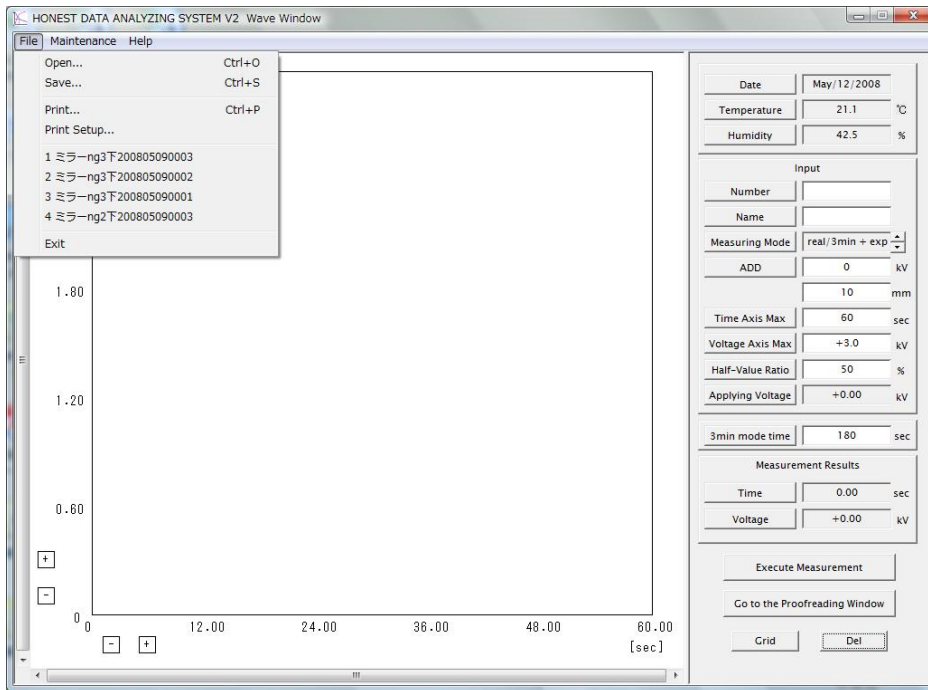 HONEST DATA ANALYZING SYSTEM V2 Wave Window
File Maintenance Help
Open... Ctrl+O
Save... Ctrl+S
Print... Ctrl+P
Print Setup...
1 ミラーng3下200805090003
2 ミラーng3下200805090002
3 ミラーng3下200805090001
4 ミラーng2下200805090003
Exit
1.80
1.20
0.60
+
-
0
0 12.00 24.00 36.00 48.00 60.00
- +
[sec]
Date May/12/2008
Temperature 21.1 ℃
Humidity 42.5 %
Input
Number
Name
Measuring Mode real/3min + exp
ADD 0 kV
10 mm
Time Axis Max 60 sec
Voltage Axis Max +3.0 kV
Half-Value Ratio 50 %
Applying Voltage +0.00 kV
3min mode time 180 sec
Measurement Results
Time 0.00 sec
Voltage +0.00 kV
Execute Measurement
Go to the Proofreading Window
Grid Del